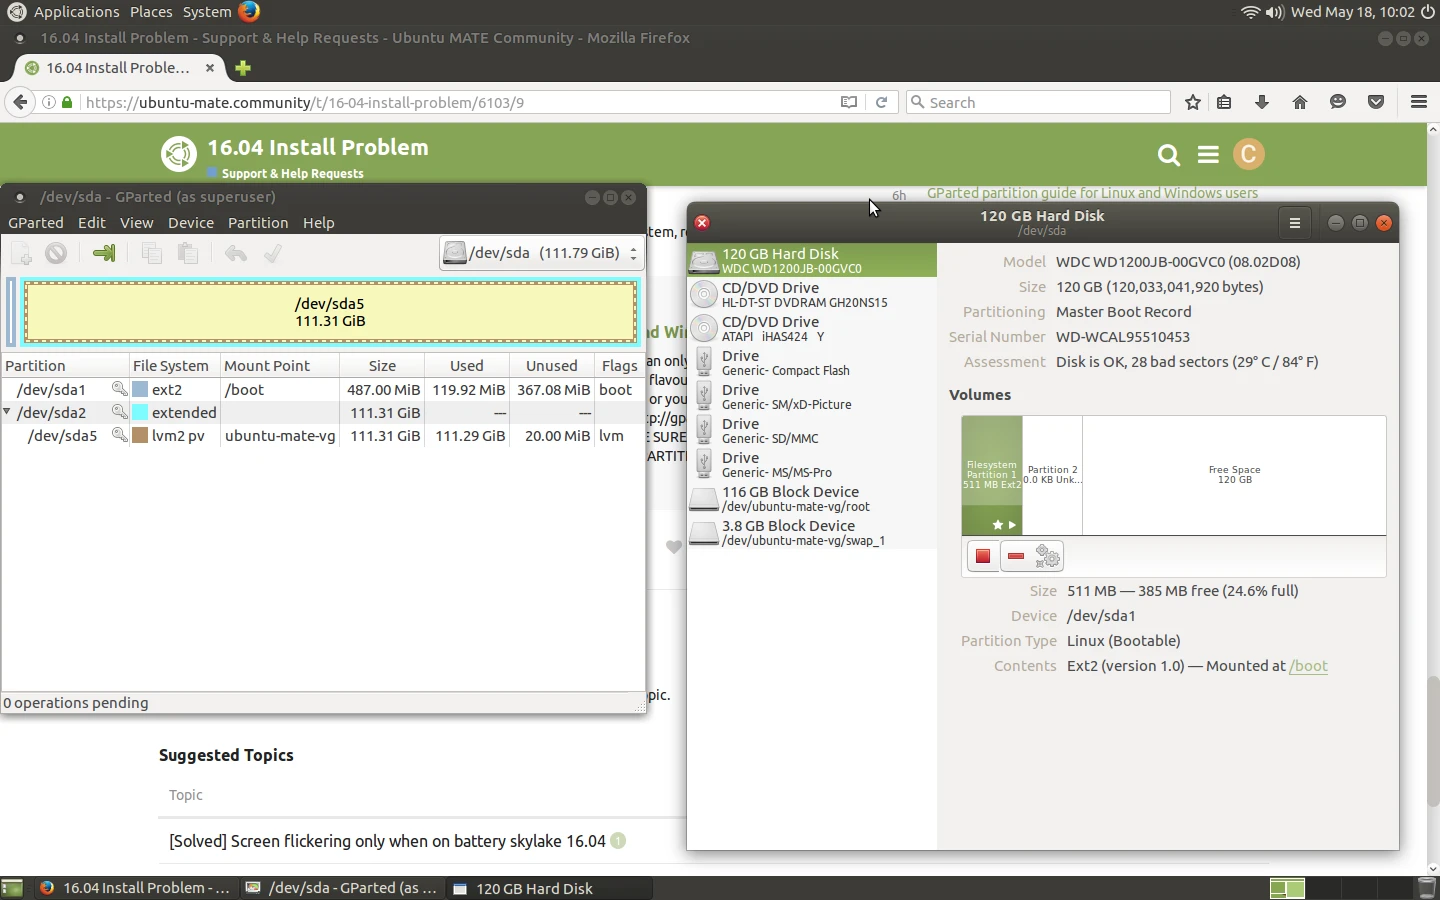 Applications Places System
Wed May 18, 10:02
16.04 Install Problem - Support & Help Requests - Ubuntu MATE Community - Mozilla Firefox
16.04 Install Proble...
https://ubuntu-mate.community/t/16-04-install-problem/6103/9
Search
16.04 Install Problem
Support & Help Requests
C
6h
GParted partition guide for Linux and Windows users
/dev/sda - GParted (as superuser)
GParted Edit View Device Partition Help
/dev/sda (111.79 GiB)
/dev/sda5
111.31 GiB
Partition File System Mount Point Size Used Unused Flags
/dev/sda1 ext2 /boot 487.00 MiB 119.92 MiB 367.08 MiB boot
/dev/sda2 extended 111.31 GiB --- ---
/dev/sda5 lvm2 pv ubuntu-mate-vg 111.31 GiB 111.29 GiB 20.00 MiB lvm
0 operations pending
120 GB Hard Disk
/dev/sda
120 GB Hard Disk
WDC WD1200JB-00GVC0
CD/DVD Drive
HL-DT-ST DVDRAM GH20NS15
CD/DVD Drive
ATAPI iHAS424 Y
Drive
Generic- Compact Flash
Drive
Generic- SM/xD-Picture
Drive
Generic- SD/MMC
Drive
Generic- MS/MS-Pro
116 GB Block Device
/dev/ubuntu-mate-vg/root
3.8 GB Block Device
/dev/ubuntu-mate-vg/swap_1
Model WDC WD1200JB-00GVC0 (08.02D08)
Size 120 GB (120,033,041,920 bytes)
Partitioning Master Boot Record
Serial Number WD-WCAL95510453
Assessment Disk is OK, 28 bad sectors (29° C / 84° F)
Volumes
Filesystem
Partition 1
511 MB Ext2
Partition 2
0.0 KB Unk...
Free Space
120 GB
Size 511 MB — 385 MB free (24.6% full)
Device /dev/sda1
Partition Type Linux (Bootable)
Contents Ext2 (version 1.0) — Mounted at /boot
Suggested Topics
Topic
[Solved] Screen flickering only when on battery skylake 16.04 1
16.04 Install Problem - ...
/dev/sda - GParted (as ...
120 GB Hard Disk